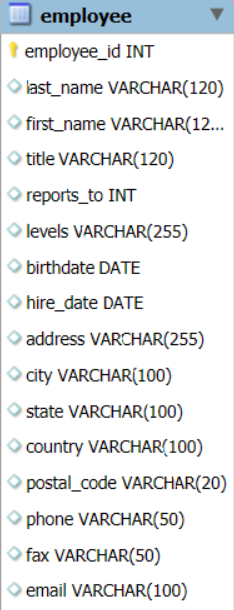 employee
employee_id INT
last_name VARCHAR(120)
first_name VARCHAR(12...
title VARCHAR(120)
reports_to INT
levels VARCHAR(255)
birthdate DATE
hire_date DATE
address VARCHAR(255)
city VARCHAR(100)
state VARCHAR(100)
country VARCHAR(100)
postal_code VARCHAR(20)
phone VARCHAR(50)
fax VARCHAR(50)
email VARCHAR(100)